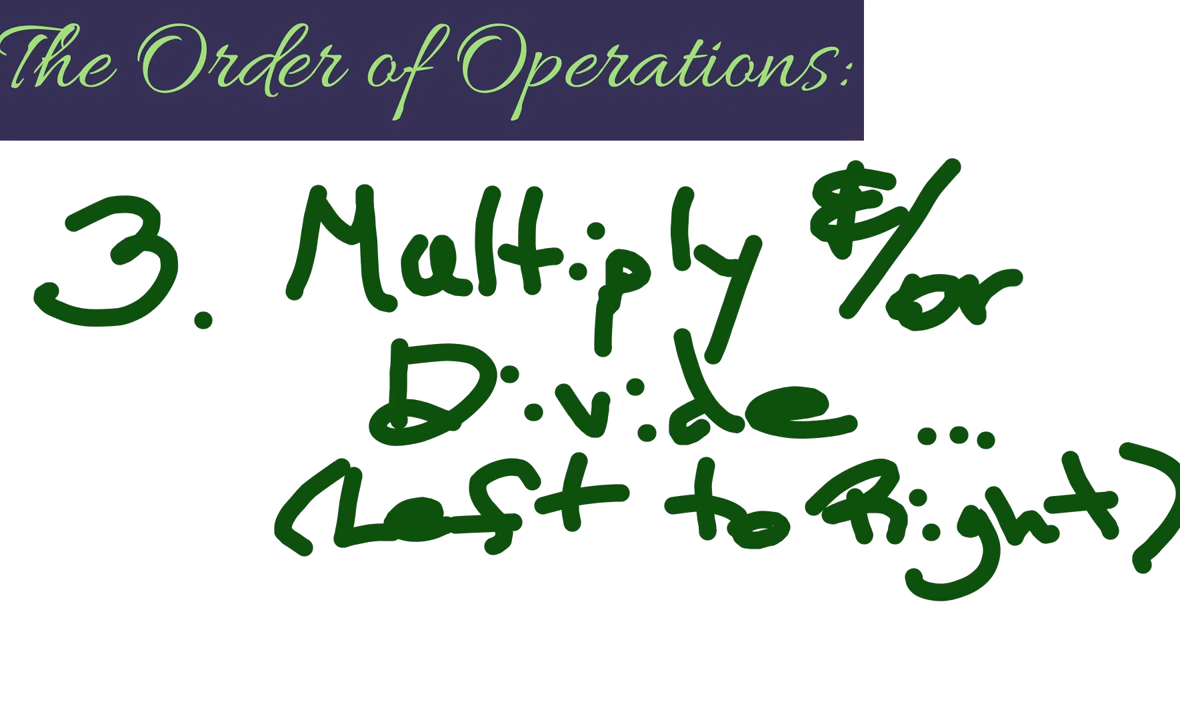 The Order of Operations:
3. Multiply &/or
Divide ...
(Left to Right)